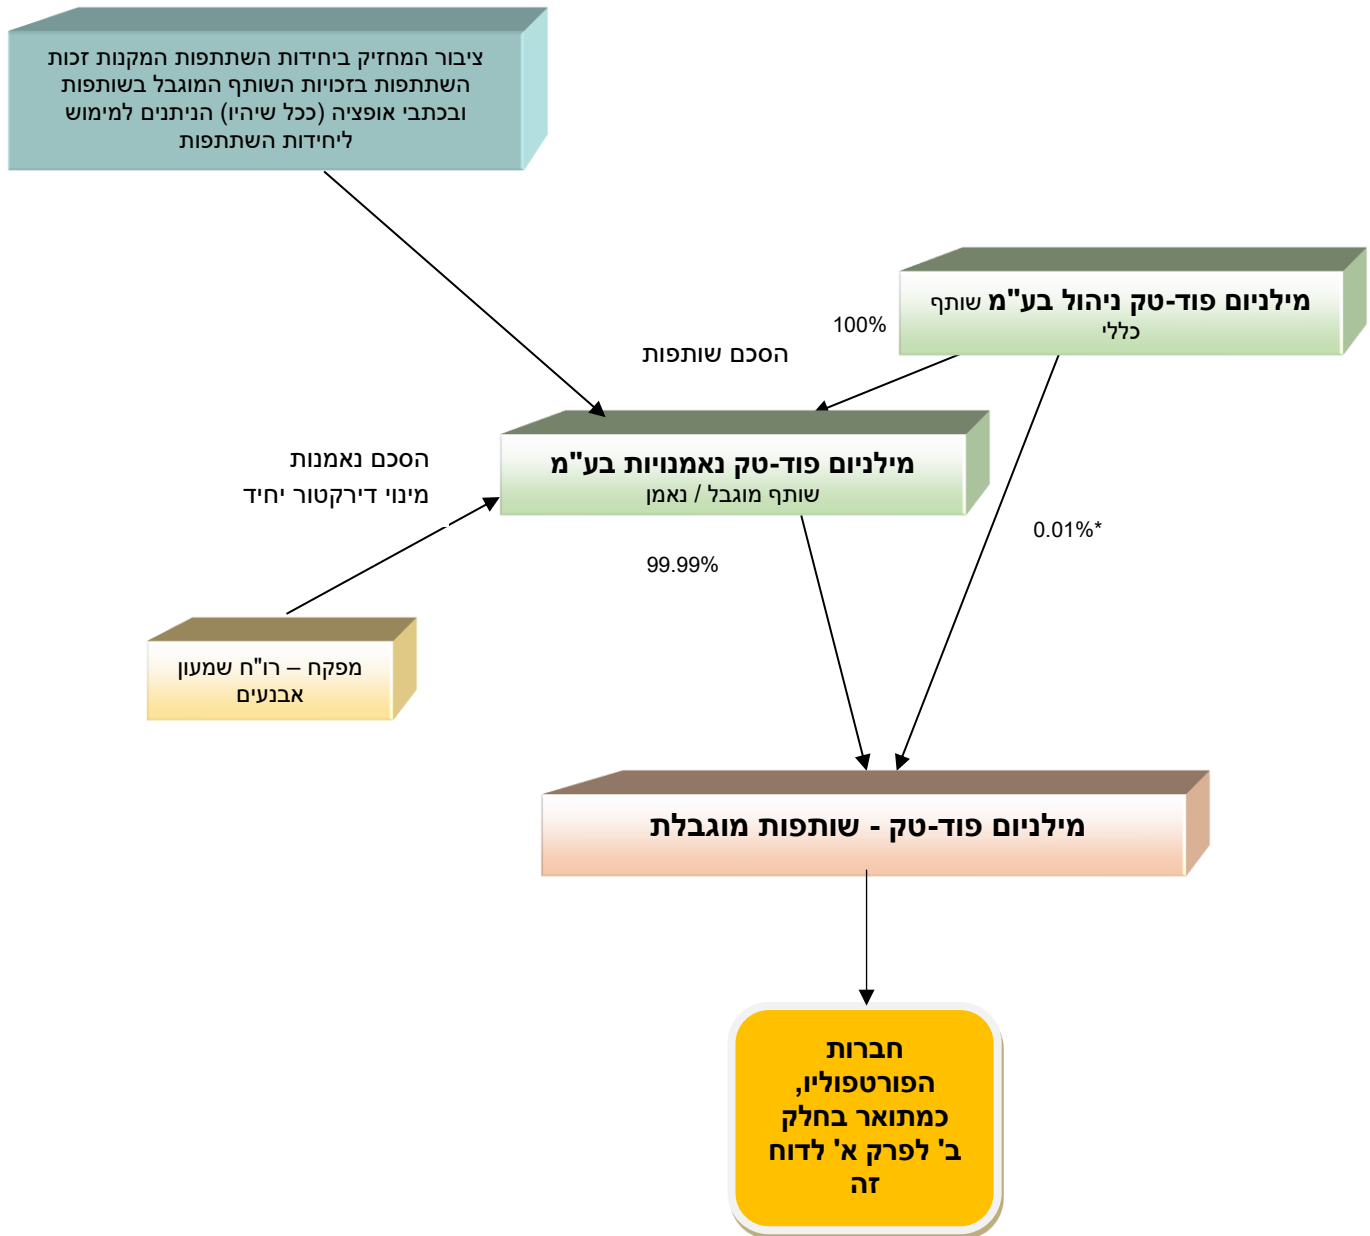 ציבור המחזיק ביחידות השתתפות המקנות זכות
השתתפות בזכויות השותף המוגבל בשותפות
ובכתבי אופציה (ככל שיהיו) הניתנים למימוש
ליחידות השתתפות
מילניום פוד-טק ניהול בע"מ שותף
כללי
100%
הסכם שותפות
מילניום פוד-טק נאמנויות בע"מ
שותף מוגבל / נאמן
הסכם נאמנות
מינוי דירקטור יחיד
0.01%*
99.99%
מפקח – רו"ח שמעון
אבנעים
מילניום פוד-טק - שותפות מוגבלת
חברות
הפורטפוליו,
כמתואר בחלק
ב' לפרק א' לדוח
זה